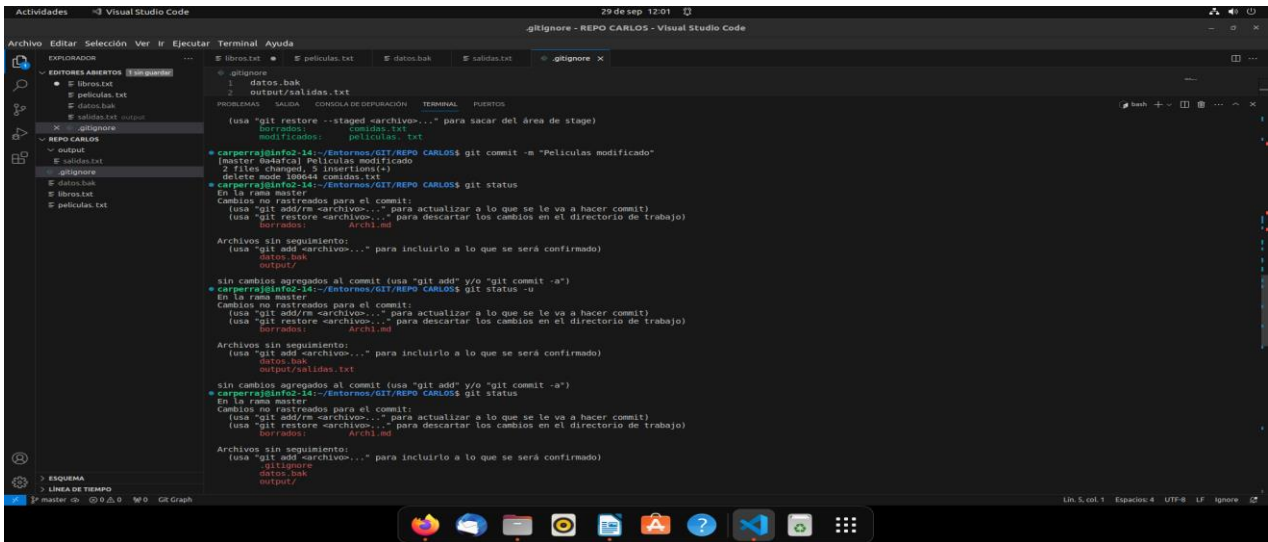 Actividades
Visual Studio Code
29 de sep 12:01
.gitignore - REPO CARLOS - Visual Studio Code
Archivo Editar Selección Ver Ir Ejecutar Terminal Ayuda
EXPLORADOR
EDITORES ABIERTOS 1 sin guardar
libros.txt
peliculas. txt
datos.bak
salidas.txt output
.gitignore
REPO CARLOS
output
salidas.txt
.gitignore
datos.bak
libros.txt
peliculas. txt
ESQUEMA
LÍNEA DE TIEMPO
libros.txt peliculas. txt datos.bak salidas.txt .gitignore
.gitignore
1 datos.bak
2 output/salidas.txt
PROBLEMAS SALIDA CONSOLA DE DEPURACIÓN TERMINAL PUERTOS
bash
(usa "git restore --staged <archivo>..." para sacar del área de stage)
borrados: comidas.txt
modificados: peliculas. txt
carperraj@info2-14:~/Entornos/GIT/REPO CARLOS$ git commit -m "Peliculas modificado"
[master 0a4afca] Peliculas modificado
2 files changed, 5 insertions(+)
delete mode 100644 comidas.txt
carperraj@info2-14:~/Entornos/GIT/REPO CARLOS$ git status
En la rama master
Cambios no rastreados para el commit:
(usa "git add/rm <archivo>..." para actualizar a lo que se le va a hacer commit)
(usa "git restore <archivo>..." para descartar los cambios en el directorio de trabajo)
borrados: Arch1.md
Archivos sin seguimiento:
(usa "git add <archivo>..." para incluirlo a lo que se será confirmado)
datos.bak
output/
sin cambios agregados al commit (usa "git add" y/o "git commit -a")
carperraj@info2-14:~/Entornos/GIT/REPO CARLOS$ git status -u
En la rama master
Cambios no rastreados para el commit:
(usa "git add/rm <archivo>..." para actualizar a lo que se le va a hacer commit)
(usa "git restore <archivo>..." para descartar los cambios en el directorio de trabajo)
borrados: Arch1.md
Archivos sin seguimiento:
(usa "git add <archivo>..." para incluirlo a lo que se será confirmado)
datos.bak
output/salidas.txt
sin cambios agregados al commit (usa "git add" y/o "git commit -a")
carperraj@info2-14:~/Entornos/GIT/REPO CARLOS$ git status
En la rama master
Cambios no rastreados para el commit:
(usa "git add/rm <archivo>..." para actualizar a lo que se le va a hacer commit)
(usa "git restore <archivo>..." para descartar los cambios en el directorio de trabajo)
borrados: Arch1.md
Archivos sin seguimiento:
(usa "git add <archivo>..." para incluirlo a lo que se será confirmado)
.gitignore
datos.bak
output/
master 0 0 0 Git Graph
Lín. 5, col. 1 Espacios: 4 UTF-8 LF Ignore